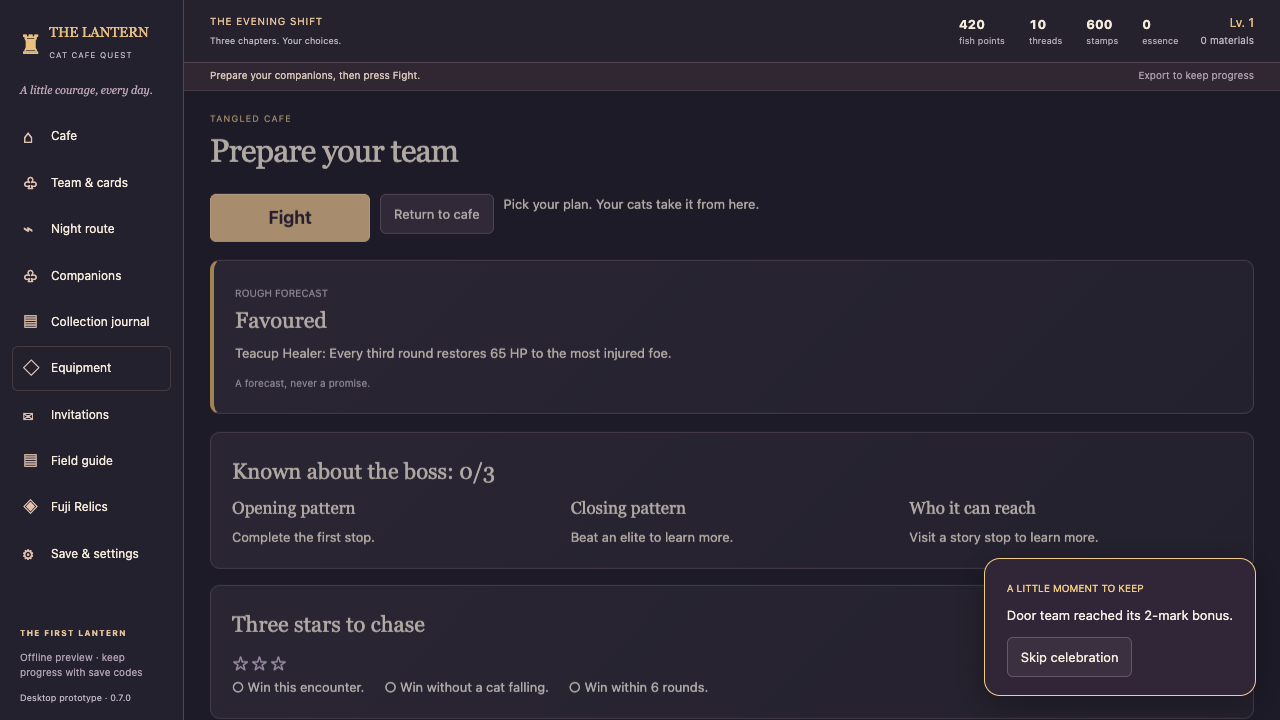 THE LANTERN
CAT CAFE QUEST
A little courage, every day.
Cafe
Team & cards
Night route
Companions
Collection journal
Equipment
Invitations
Field guide
Fuji Relics
Save & settings
THE FIRST LANTERN
Offline preview · keep
progress with save codes
Desktop prototype · 0.7.0
THE EVENING SHIFT
Three chapters. Your choices.
420
fish points
10
threads
600
stamps
0
essence
Lv. 1
0 materials
Prepare your companions, then press Fight.
Export to keep progress
TANGLED CAFE
Prepare your team
Fight
Return to cafe
Pick your plan. Your cats take it from here.
ROUGH FORECAST
Favoured
Teacup Healer: Every third round restores 65 HP to the most injured foe.
A forecast, never a promise.
Known about the boss: 0/3
Opening pattern
Complete the first stop.
Closing pattern
Beat an elite to learn more.
Who it can reach
Visit a story stop to learn more.
Three stars to chase
☆☆☆
○ Win this encounter.
○ Win without a cat falling.
○ Win within 6 rounds.
A LITTLE MOMENT TO KEEP
Door team reached its 2-mark bonus.
Skip celebration